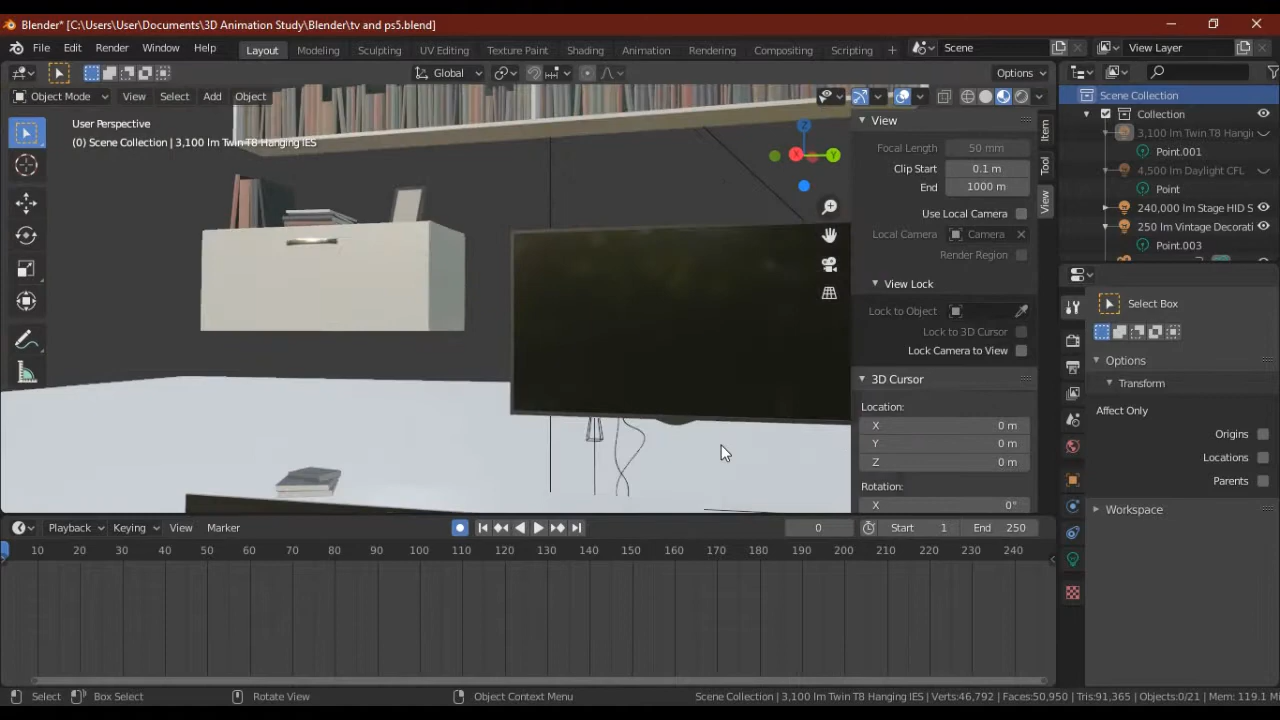 Blender* [C:\Users\User\Documents\3D Animation Study\Blender\tv and ps5.blend]
File Edit Render Window Help Layout Modeling Sculpting UV Editing Texture Paint Shading Animation Rendering Compositing Scripting + Scene View Layer
Global Options
Object Mode View Select Add Object
User Perspective
(0) Scene Collection | 3,100 lm Twin T8 Hanging IES
X
Y
Z
View
Focal Length 50 mm
Clip Start 0.1 m
End 1000 m
Use Local Camera
Local Camera Camera
Render Region
View Lock
Lock to Object
Lock to 3D Cursor
Lock Camera to View
3D Cursor
Location:
X 0 m
Y 0 m
Z 0 m
Rotation:
X 0°
Item
Tool
View
Scene Collection
Collection
3,100 lm Twin T8 Hangi
Point.001
4,500 lm Daylight CFL
Point
240,000 lm Stage HID S
250 lm Vintage Decorati
Point.003
Select Box
Options
Transform
Affect Only
Origins
Locations
Parents
Workspace
Playback Keying View Marker 0 Start 1 End 250
0 10 20 30 40 50 60 70 80 90 100 110 120 130 140 150 160 170 180 190 200 210 220 230 240
Select Box Select Rotate View Object Context Menu Scene Collection | 3,100 lm Twin T8 Hanging IES | Verts:46,792 | Faces:50,950 | Tris:91,365 | Objects:0/21 | Mem: 119.1 M